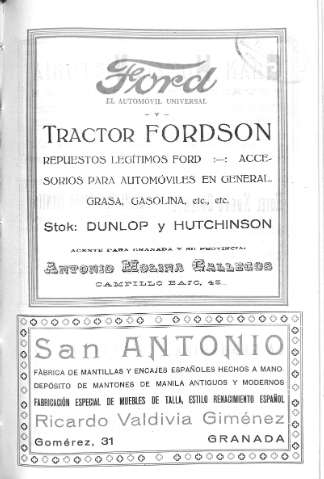 Ford
EL AUTOMÓVIL UNIVERSAL
- Y -
TRACTOR FORDSON
REPUESTOS LEGÍTIMOS FORD :—: ACCE-
SORIOS PARA AUTOMÓVILES EN GENERAL.
GRASA, GASOLINA, etc., etc.
Stok: DUNLOP y HUTCHINSON
AGENTE PARA GRANADA Y SU PROVINCIA:
ANTONIO MOLINA GALLEGOS
CAMPILLO BAJO, 45.
San ANTONIO
FÁBRICA DE MANTILLAS Y ENCAJES ESPAÑOLES HECHOS A MANO
DEPÓSITO DE MANTONES DE MANILA ANTIGUOS Y MODERNOS
FABRICACIÓN ESPECIAL DE MUEBLES DE TALLA, ESTILO RENACIMIENTO ESPAÑOL
Ricardo Valdivia Giménez
Gomérez, 31 GRANADA